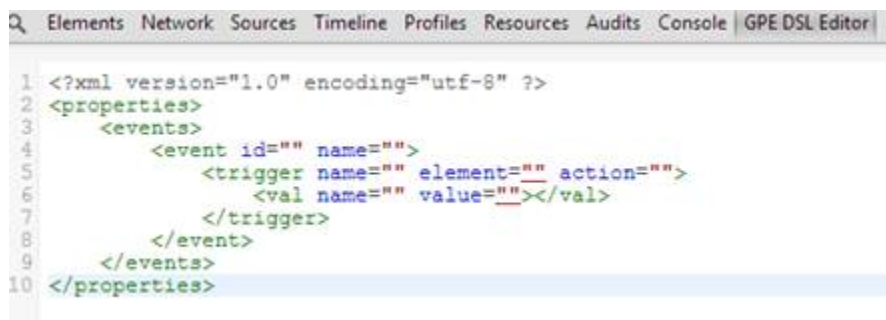 Elements Network Sources Timeline Profiles Resources Audits Console GPE DSL Editor
1 <?xml version="1.0" encoding="utf-8" ?>
2 <properties>
3 <events>
4 <event id="" name="">
5 <trigger name="" element="" action="">
6 <val name="" value=""></val>
7 </trigger>
8 </event>
9 </events>
10 </properties>